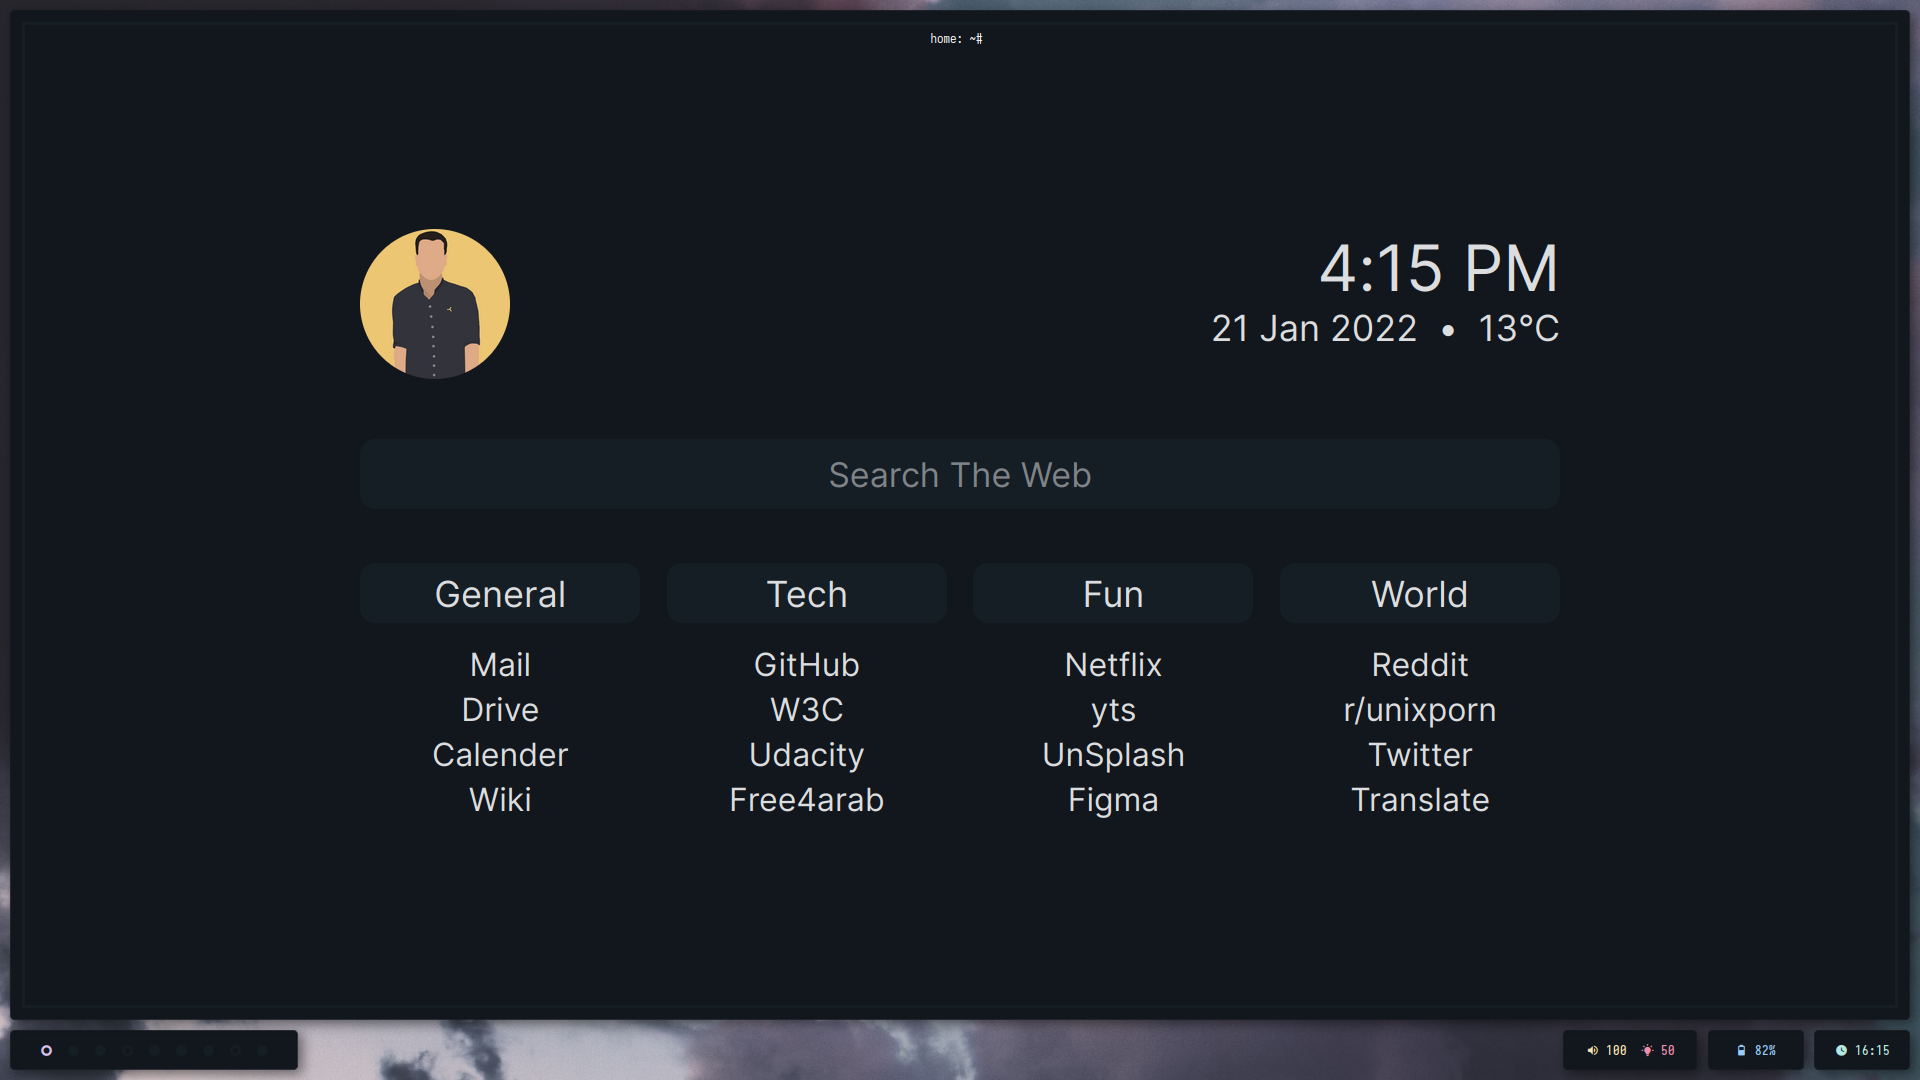 home: ~#
4:15 PM
21 Jan 2022 • 13°C
Search The Web
General
Mail
Drive
Calender
Wiki
Tech
GitHub
W3C
Udacity
Free4arab
Fun
Netflix
yts
UnSplash
Figma
World
Reddit
r/unixporn
Twitter
Translate
100 50 82% 16:15